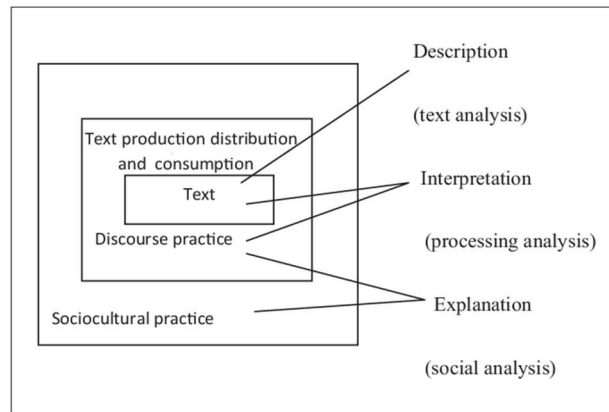 Description
(text analysis)
Text production distribution
and consumption
Text
Interpretation
Discourse practice
(processing analysis)
Explanation
Sociocultural practice
(social analysis)